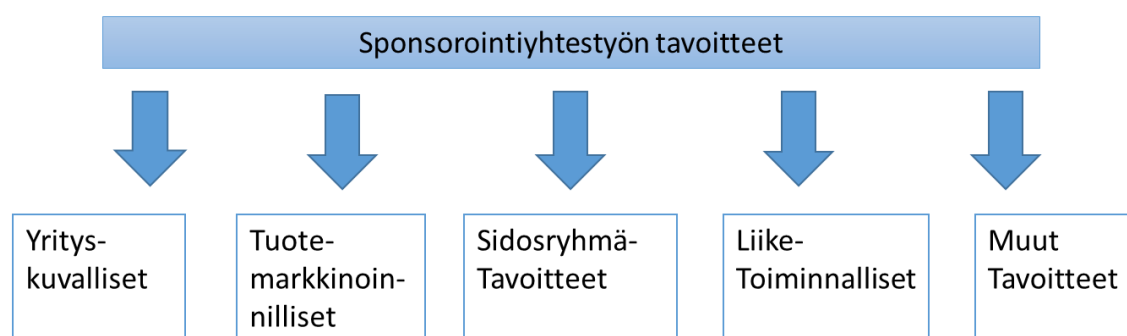 Sponsorointiyhtestyön tavoitteet
Yritys-
kuvalliset
Tuote-
markkinoin-
nilliset
Sidosryhmä-
Tavoitteet
Liike-
Toiminnalliset
Muut
Tavoitteet